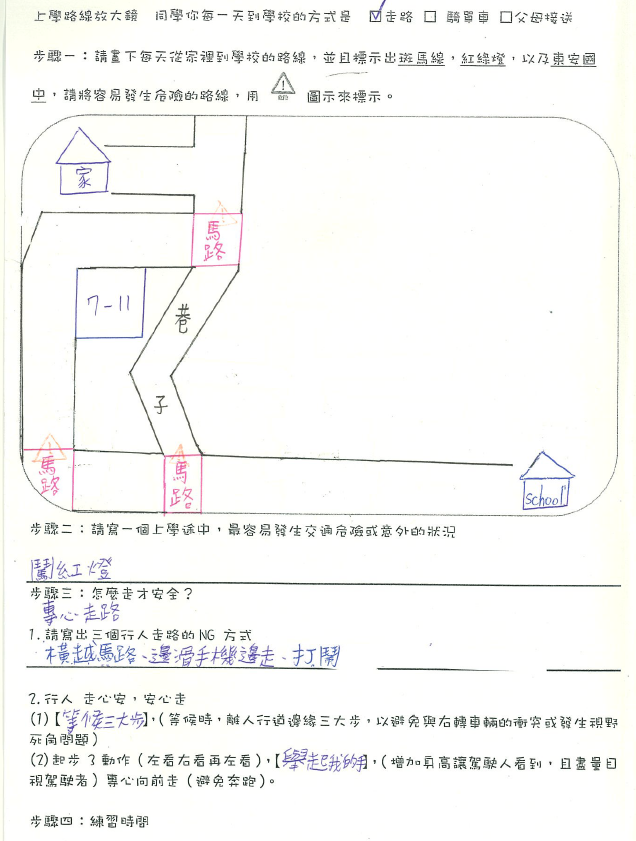 上學路線放大鏡 同學你每一天到學校的方式是 ☑走路 □ 騎單車 □父母接送
步驟一：請畫下每天從家裡到學校的路線，並且標示出斑馬線，紅綠燈，以及東安國
中，請將容易發生危險的路線，用 圖示來標示。
家
馬
路
7-11
巷
子
馬
路
馬
路
school
步驟二：請寫一個上學途中，最容易發生交通危險或意外的狀況
闖紅燈
步驟三：怎麼走才安全？
專心走路
1.請寫出三個行人走路的NG 方式
橫越馬路、邊滑手機邊走、打鬧
2.行人 走心安，安心走
(1)【等候三大步】，(等候時，離人行道邊緣三大步，以避免與右轉車輛的衝突或發生視野
死角問題)
(2)起步 3 動作 (左看右看再左看)，【舉起我的手】，(增加身高讓駕駛人看到，且盡量目
視駕駛者) 專心向前走 (避免奔跑)。
步驟四：練習時間